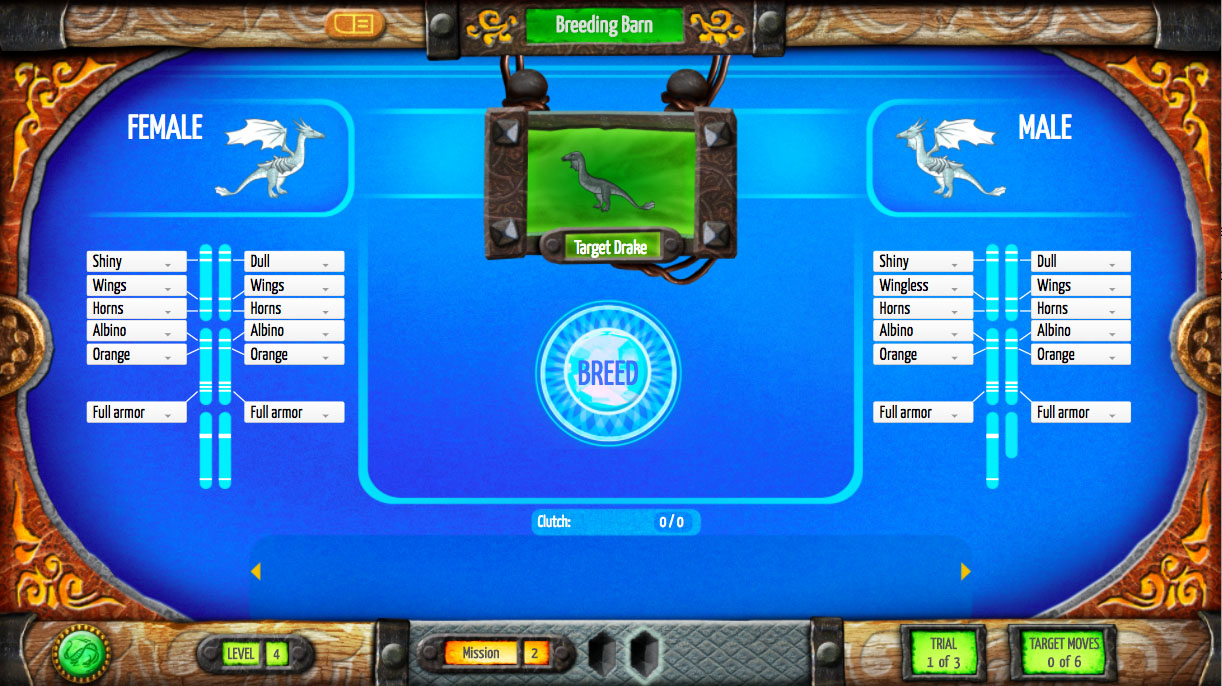 Breeding Barn
FEMALE
MALE
Target Drake
Shiny
Dull
Wings
Wings
Horns
Horns
Albino
Albino
Orange
Orange
Full armor
Full armor
BREED
Shiny
Dull
Wingless
Wings
Horns
Horns
Albino
Albino
Orange
Orange
Full armor
Full armor
Clutch: 0 / 0
LEVEL 4
Mission 2
TRIAL
1 of 3
TARGET MOVES
0 of 6